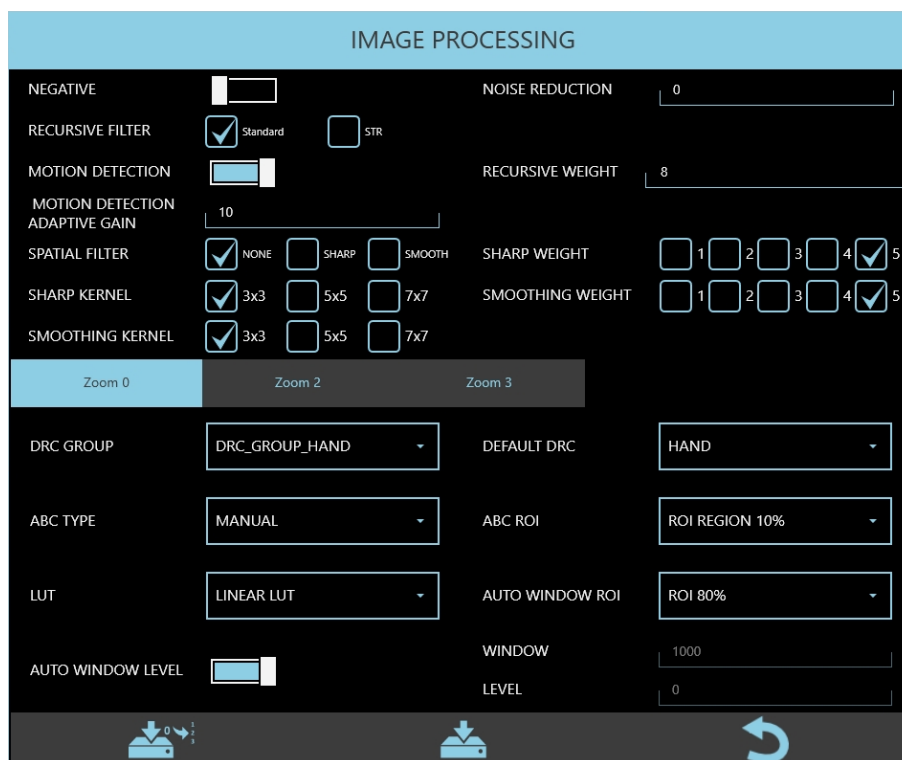 IMAGE PROCESSING
NEGATIVE
NOISE REDUCTION 0
RECURSIVE FILTER Standard STR
MOTION DETECTION
RECURSIVE WEIGHT 8
MOTION DETECTION
ADAPTIVE GAIN 10
SPATIAL FILTER NONE SHARP SMOOTH
SHARP WEIGHT 1 2 3 4 5
SHARP KERNEL 3x3 5x5 7x7
SMOOTHING WEIGHT 1 2 3 4 5
SMOOTHING KERNEL 3x3 5x5 7x7
Zoom 0 Zoom 2 Zoom 3
DRC GROUP DRC_GROUP_HAND
DEFAULT DRC HAND
ABC TYPE MANUAL
ABC ROI ROI REGION 10%
LUT LINEAR LUT
AUTO WINDOW ROI ROI 80%
AUTO WINDOW LEVEL
WINDOW 1000
LEVEL 0
0 1
2
3